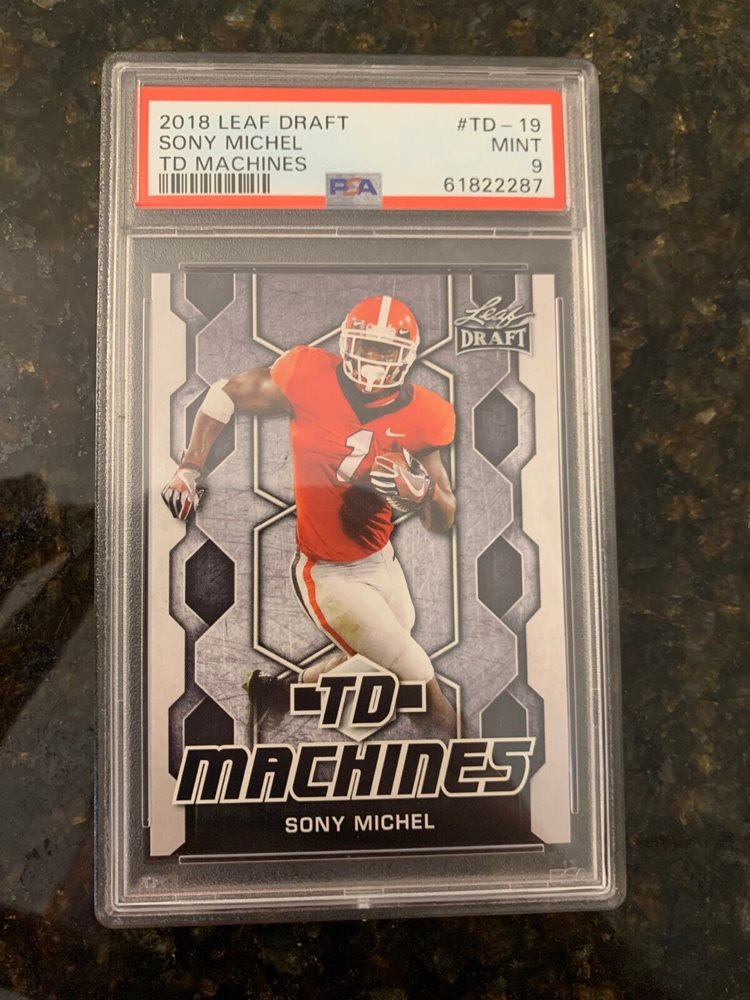 2018 LEAF DRAFT #TD-19
SONY MICHEL MINT
TD MACHINES 9
PSA 61822287
Leaf
DRAFT
1
TD
MACHINES
SONY MICHEL